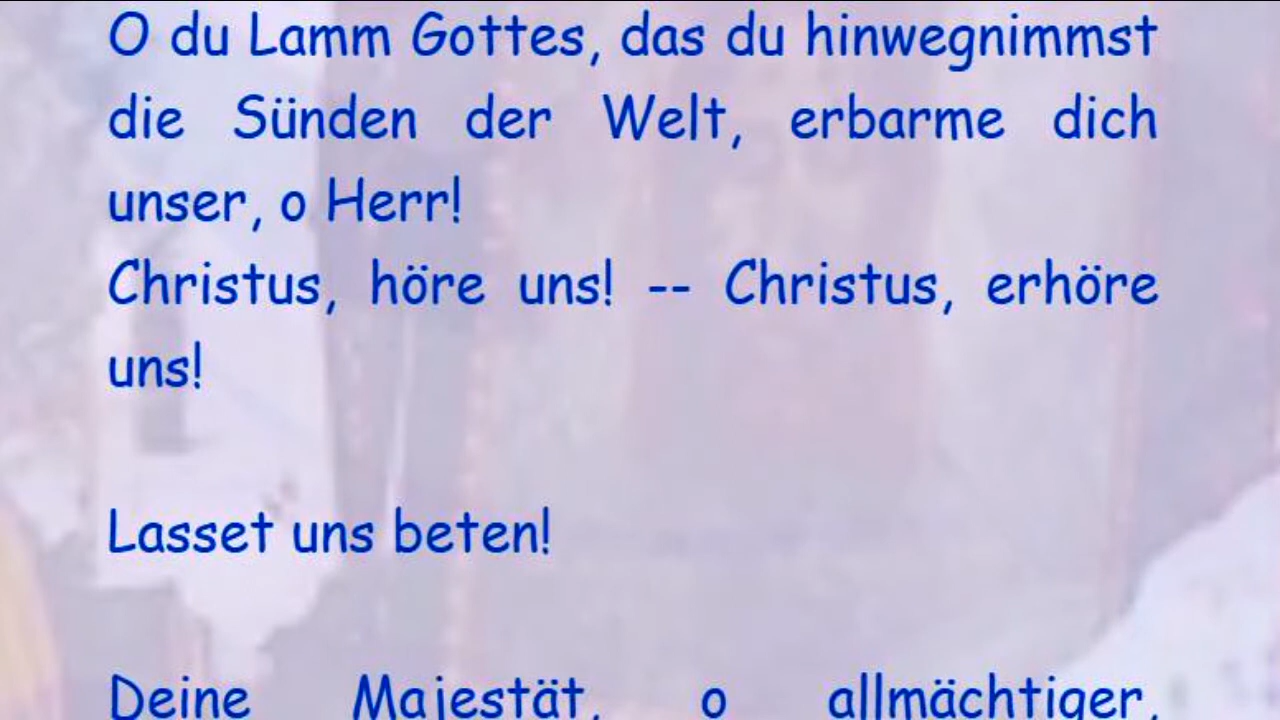 O du Lamm Gottes, das du hinwegnimmst
die Sünden der Welt, erbarme dich
unser, o Herr!
Christus, höre uns! -- Christus, erhöre
uns!
Lasset uns beten!
Deine Majestät, o allmächtiger,